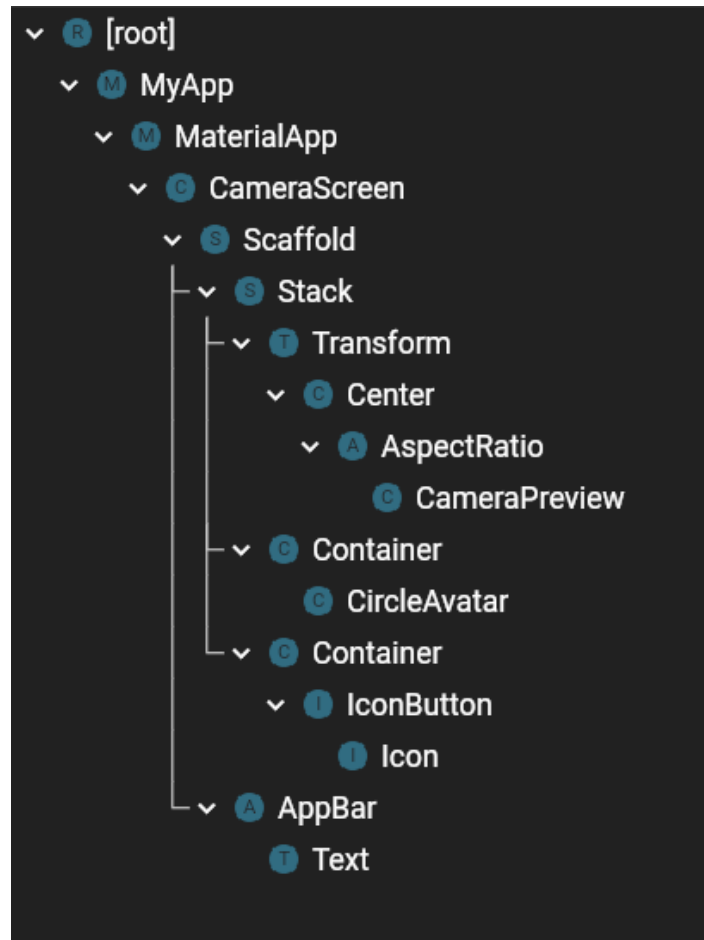 R [root]
M MyApp
M MaterialApp
C CameraScreen
S Scaffold
S Stack
T Transform
C Center
A AspectRatio
C CameraPreview
C Container
C CircleAvatar
C Container
I IconButton
I Icon
A AppBar
T Text